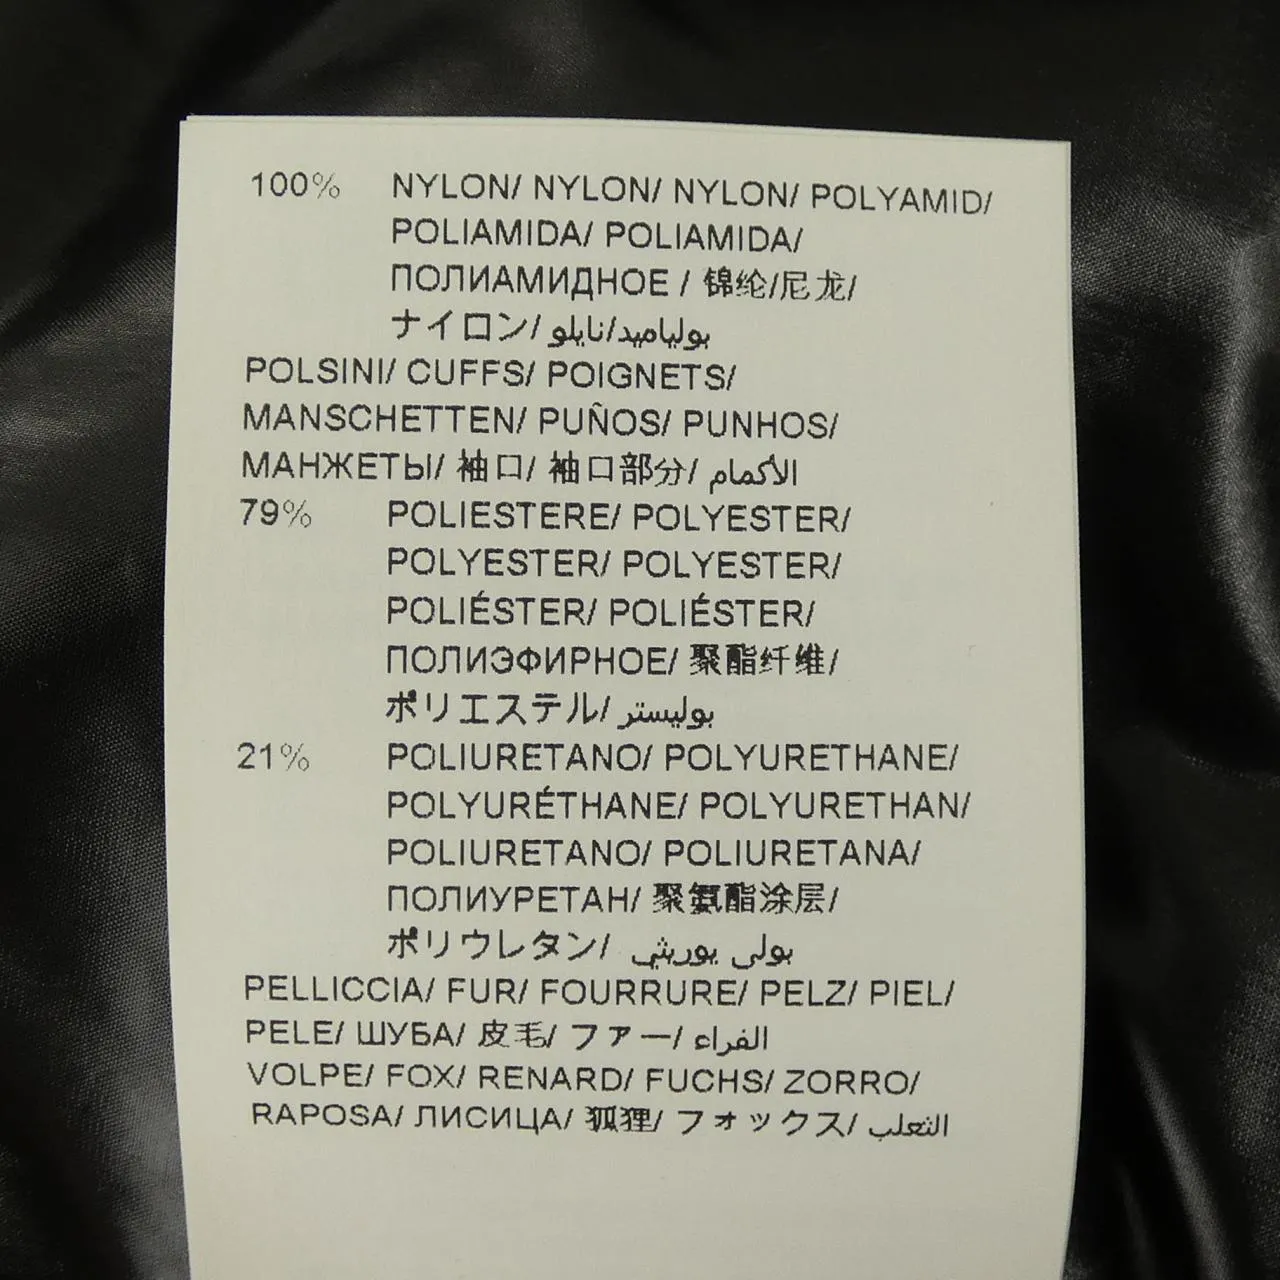 100% NYLON/ NYLON/ NYLON/ POLYAMID/
POLIAMIDA/ POLIAMIDA/
ПОЛИАМИДНОЕ / 锦纶/尼龙/
ナイロン/ بولياميد/نايلو
POLSINI/ CUFFS/ POIGNETS/
MANSCHETTEN/ PUÑOS/ PUNHOS/
МАНЖЕТЫ/ 袖口/ 袖口部分/ الأكمام
79% POLIESTERE/ POLYESTER/
POLYESTER/ POLYESTER/
POLIÉSTER/ POLIÉSTER/
ПОЛИЭФИРНОЕ/ 聚酯纤维/
ポリエステル/ بوليستر
21% POLIURETANO/ POLYURETHANE/
POLYURÉTHANE/ POLYURETHAN/
POLIURETANO/ POLIURETANA/
ПОЛИУРЕТАН/ 聚氨酯涂层/
ポリウレタン/ بولى يوريثي
PELLICCIA/ FUR/ FOURRURE/ PELZ/ PIEL/
PELE/ ШУБА/ 皮毛/ ファー/ الفراء
VOLPE/ FOX/ RENARD/ FUCHS/ ZORRO/
RAPOSA/ ЛИСИЦА/ 狐狸/ フォックス/ الثعلب